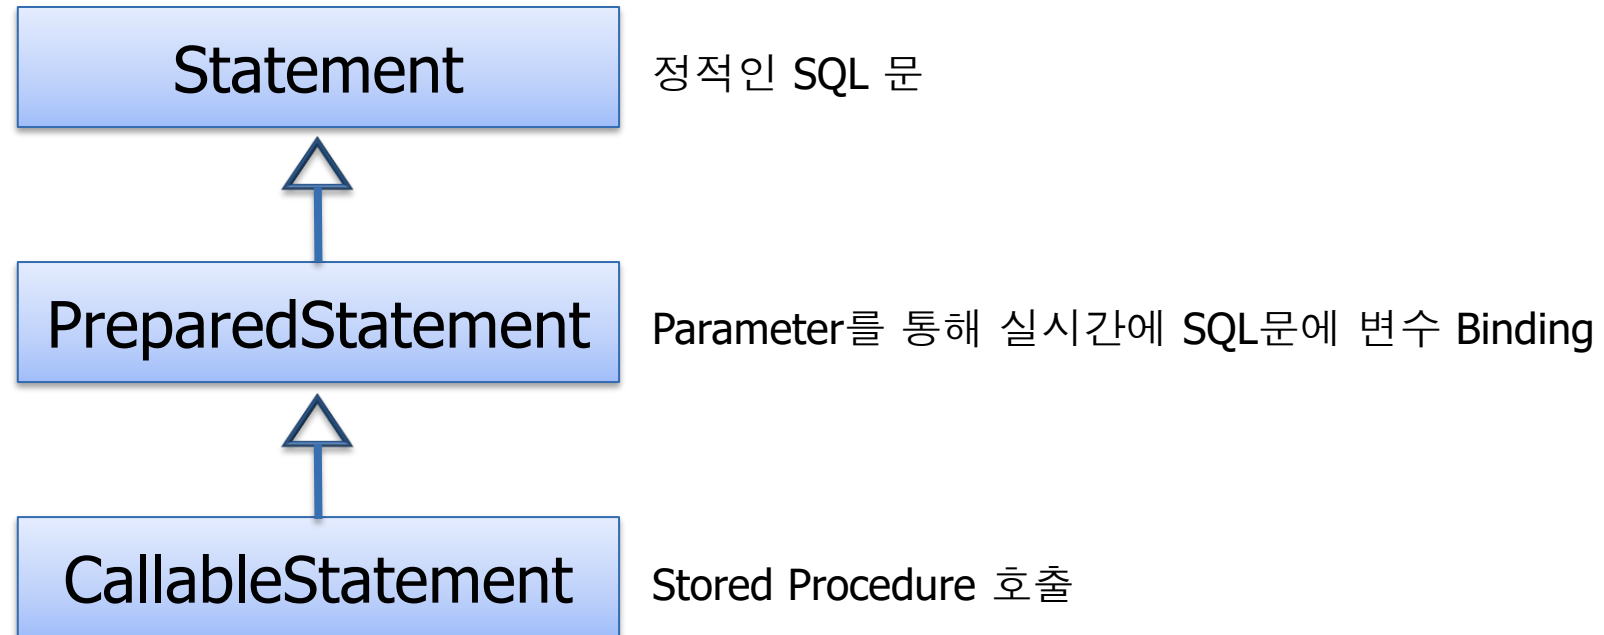 Statement
정적인 SQL 문
PreparedStatement
Parameter를 통해 실시간에 SQL문에 변수 Binding
CallableStatement
Stored Procedure 호출